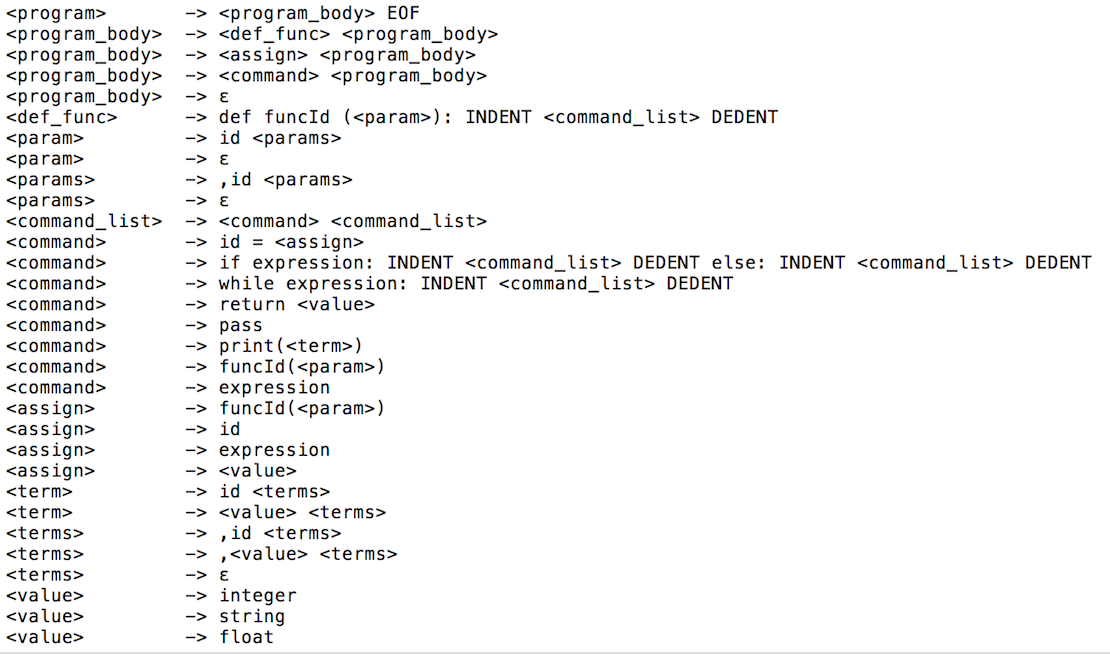 <program> –> <program_body> EOF
<program_body> –> <def_func> <program_body>
<program_body> –> <assign> <program_body>
<program_body> –> <command> <program_body>
<program_body> –> ε
<def_func> –> def funcId (<param>): INDENT <command_list> DEDENT
<param> –> id <params>
<param> –> ε
<params> –> ,id <params>
<params> –> ε
<command_list> –> <command> <command_list>
<command> –> id = <assign>
<command> –> if expression: INDENT <command_list> DEDENT else: INDENT <command_list> DEDENT
<command> –> while expression: INDENT <command_list> DEDENT
<command> –> return <value>
<command> –> pass
<command> –> print(<term>)
<command> –> funcId(<param>)
<command> –> expression
<assign> –> funcId(<param>)
<assign> –> id
<assign> –> expression
<assign> –> <value>
<term> –> id <terms>
<term> –> <value> <terms>
<terms> –> ,id <terms>
<terms> –> ,<value> <terms>
<terms> –> ε
<value> –> integer
<value> –> string
<value> –> float